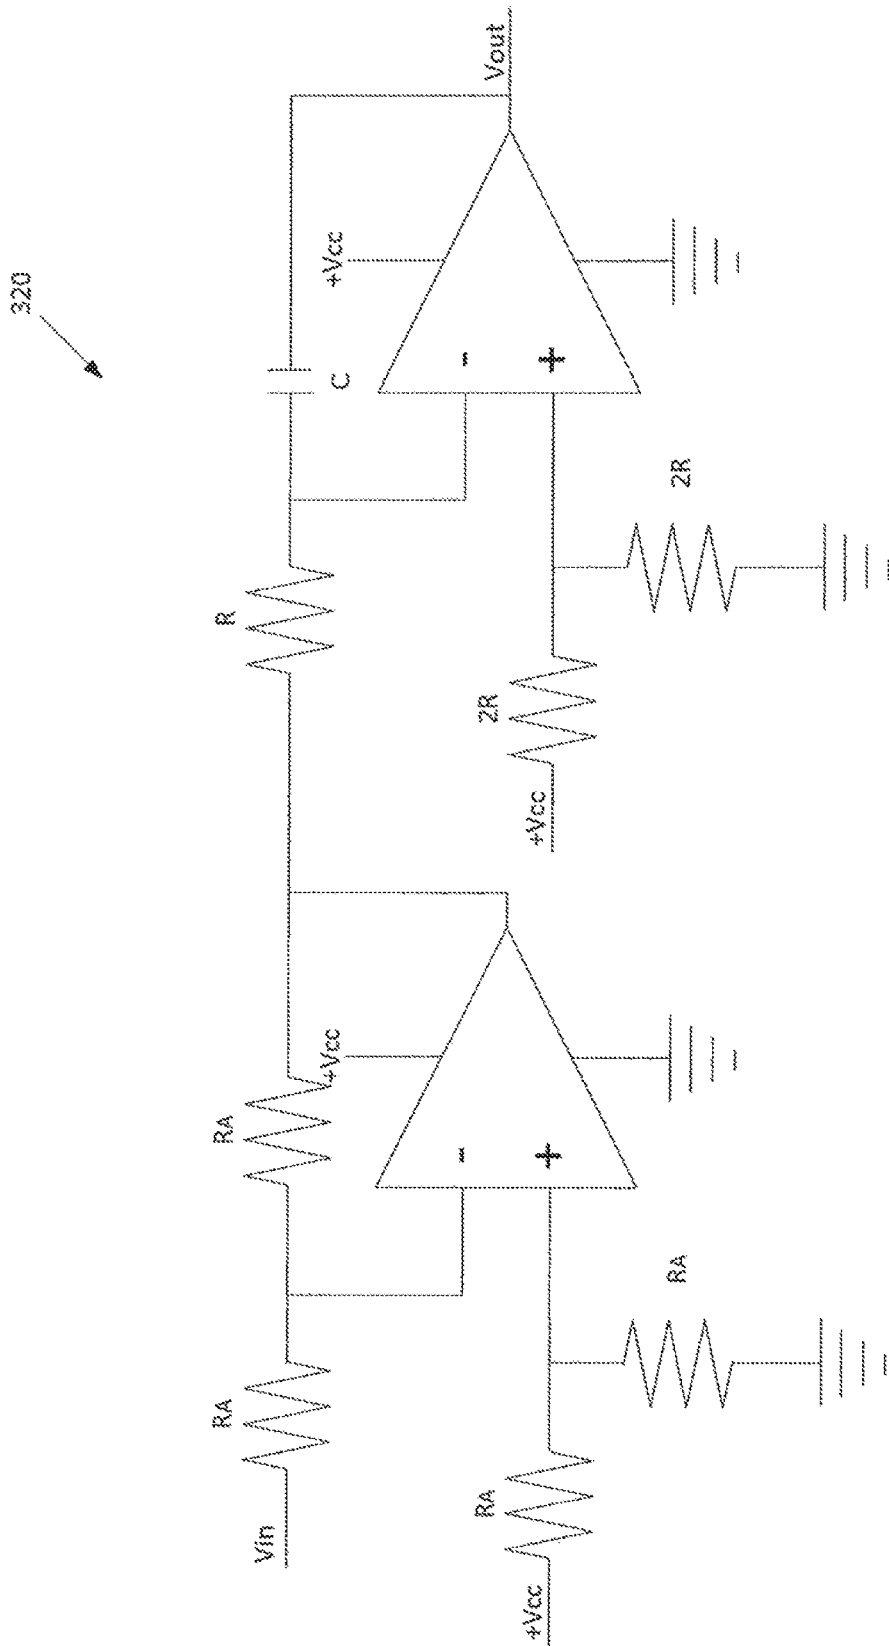 320
Vin
RA
RA
R
C
Vout
+Vcc
+Vcc
-
+
-
+
+Vcc
RA
RA
+Vcc
2R
2R